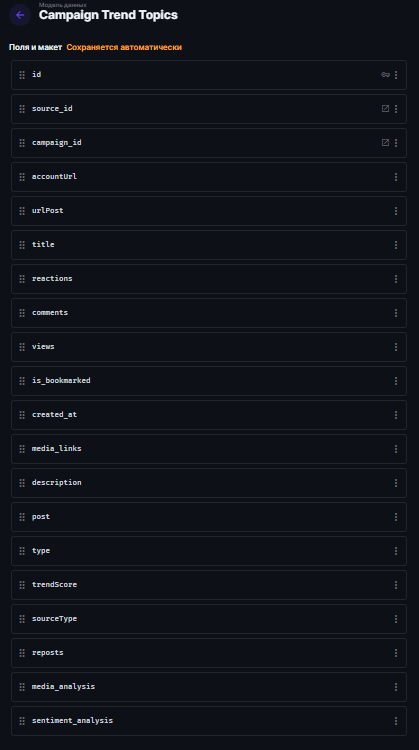 Модель данных
Campaign Trend Topics
Поля и макет Сохраняется автоматически
id
source_id
campaign_id
accountUrl
urlPost
title
reactions
comments
views
is_bookmarked
created_at
media_links
description
post
type
trendScore
sourceType
reposts
media_analysis
sentiment_analysis